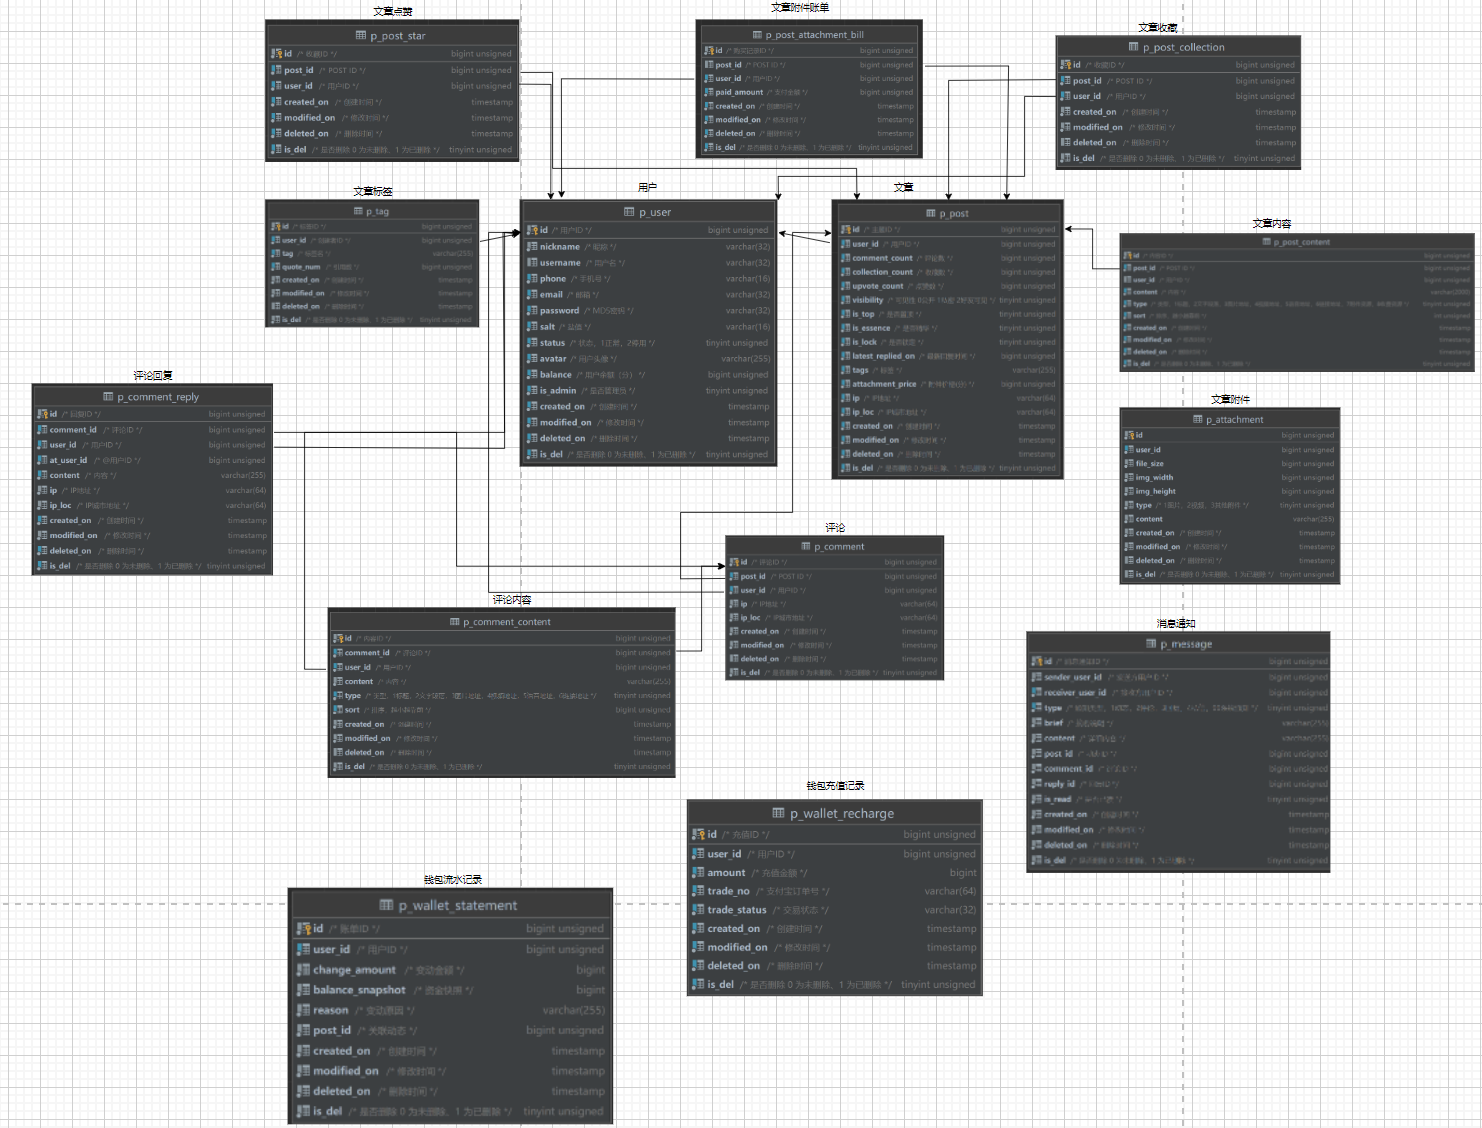 文章点赞
p_post_star
id /* 收藏ID */ bigint unsigned
post_id /* POST ID */ bigint unsigned
user_id /* 用户ID */ bigint unsigned
created_on /* 创建时间 */ timestamp
modified_on /* 修改时间 */ timestamp
deleted_on /* 删除时间 */ timestamp
is_del /* 是否删除 0 为未删除、1 为已删除 */ tinyint unsigned
文章附件账单
p_post_attachment_bill
id /* 购买记录ID */ bigint unsigned
post_id /* POST ID */ bigint unsigned
user_id /* 用户ID */ bigint unsigned
paid_amount /* 支付金额 */ bigint unsigned
created_on /* 创建时间 */ timestamp
modified_on /* 修改时间 */ timestamp
deleted_on /* 删除时间 */ timestamp
is_del /* 是否删除 0 为未删除、1 为已删除 */ tinyint unsigned
文章收藏
p_post_collection
id /* 收藏ID */ bigint unsigned
post_id /* POST ID */ bigint unsigned
user_id /* 用户ID */ bigint unsigned
created_on /* 创建时间 */ timestamp
modified_on /* 修改时间 */ timestamp
deleted_on /* 删除时间 */ timestamp
is_del /* 是否删除 0 为未删除、1 为已删除 */ tinyint unsigned
文章标签
p_tag
id /* 标签ID */ bigint unsigned
user_id /* 创建者ID */ bigint unsigned
tag /* 标签名 */ varchar(255)
quote_num /* 引用数 */ bigint unsigned
created_on /* 创建时间 */ timestamp
modified_on /* 修改时间 */ timestamp
deleted_on /* 删除时间 */ timestamp
is_del /* 是否删除 0 为未删除、1 为已删除 */ tinyint unsigned
用户
p_user
id /* 用户ID */ bigint unsigned
nickname /* 昵称 */ varchar(32)
username /* 用户名 */ varchar(32)
phone /* 手机号 */ varchar(16)
email /* 邮箱 */ varchar(32)
password /* MD5密码 */ varchar(32)
salt /* 盐值 */ varchar(16)
status /* 状态、1正常、2停用 */ tinyint unsigned
avatar /* 用户头像 */ varchar(255)
balance /* 用户余额（分） */ bigint unsigned
is_admin /* 是否管理员 */ tinyint unsigned
created_on /* 创建时间 */ timestamp
modified_on /* 修改时间 */ timestamp
deleted_on /* 删除时间 */ timestamp
is_del /* 是否删除 0 为未删除、1 为已删除 */ tinyint unsigned
文章
p_post
id /* 主题ID */ bigint unsigned
user_id /* 用户ID */ bigint unsigned
comment_count /* 评论数 */ bigint unsigned
collection_count /* 收藏数 */ bigint unsigned
upvote_count /* 点赞数 */ bigint unsigned
visibility /* 可见性 0公开 1私密 2好友可见 */ tinyint unsigned
is_top /* 是否置顶 */ tinyint unsigned
is_essence /* 是否精华 */ tinyint unsigned
is_lock /* 是否锁定 */ tinyint unsigned
latest_replied_on /* 最新回复时间 */ bigint unsigned
tags /* 标签 */ varchar(255)
attachment_price /* 附件价格(分) */ bigint unsigned
ip /* IP地址 */ varchar(64)
ip_loc /* IP城市地址 */ varchar(64)
created_on /* 创建时间 */ timestamp
modified_on /* 修改时间 */ timestamp
deleted_on /* 删除时间 */ timestamp
is_del /* 是否删除 0 为未删除、1 为已删除 */ tinyint unsigned
文章内容
p_post_content
id bigint unsigned
post_id /* POST ID */ bigint unsigned
user_id /* 用户ID */ bigint unsigned
content /* 内容 */ varchar(2000)
type tinyint unsigned
sort int unsigned
created_on /* 创建时间 */ timestamp
modified_on /* 修改时间 */ timestamp
deleted_on /* 删除时间 */ timestamp
is_del /* 是否删除 0 为未删除、1 为已删除 */ tinyint unsigned
文章附件
p_attachment
id bigint unsigned
user_id bigint unsigned
file_size bigint unsigned
img_width bigint unsigned
img_height bigint unsigned
type /* 1图片、2视频、3其他附件 */ tinyint unsigned
content varchar(255)
created_on /* 创建时间 */ timestamp
modified_on /* 修改时间 */ timestamp
deleted_on /* 删除时间 */ timestamp
is_del /* 是否删除 0 为未删除、1 为已删除 */ tinyint unsigned
评论回复
p_comment_reply
id /* 回复ID */ bigint unsigned
comment_id /* 评论ID */ bigint unsigned
user_id /* 用户ID */ bigint unsigned
at_user_id /* @用户ID */ bigint unsigned
content /* 内容 */ varchar(255)
ip /* IP地址 */ varchar(64)
ip_loc /* IP城市地址 */ varchar(64)
created_on /* 创建时间 */ timestamp
modified_on /* 修改时间 */ timestamp
deleted_on /* 删除时间 */ timestamp
is_del /* 是否删除 0 为未删除、1 为已删除 */ tinyint unsigned
评论
p_comment
id /* 评论ID */ bigint unsigned
post_id /* POST ID */ bigint unsigned
user_id /* 用户ID */ bigint unsigned
ip /* IP地址 */ varchar(64)
ip_loc /* IP城市地址 */ varchar(64)
created_on /* 创建时间 */ timestamp
modified_on /* 修改时间 */ timestamp
deleted_on /* 删除时间 */ timestamp
is_del /* 是否删除 0 为未删除、1 为已删除 */ tinyint unsigned
评论内容
p_comment_content
id /* 内容ID */ bigint unsigned
comment_id /* 评论ID */ bigint unsigned
user_id /* 用户ID */ bigint unsigned
content /* 内容 */ varchar(255)
type tinyint unsigned
sort bigint unsigned
created_on /* 创建时间 */ timestamp
modified_on /* 修改时间 */ timestamp
deleted_on /* 删除时间 */ timestamp
is_del /* 是否删除 0 为未删除、1 为已删除 */ tinyint unsigned
消息通知
p_message
id bigint unsigned
sender_user_id bigint unsigned
receiver_user_id bigint unsigned
type tinyint unsigned
brief varchar(255)
content varchar(255)
post_id bigint unsigned
comment_id bigint unsigned
reply_id bigint unsigned
is_read tinyint unsigned
created_on /* 创建时间 */ timestamp
modified_on /* 修改时间 */ timestamp
deleted_on /* 删除时间 */ timestamp
is_del /* 是否删除 0 为未删除、1 为已删除 */ tinyint unsigned
钱包充值记录
p_wallet_recharge
id /* 充值ID */ bigint unsigned
user_id /* 用户ID */ bigint unsigned
amount /* 充值金额 */ bigint
trade_no /* 支付宝订单号 */ varchar(64)
trade_status /* 交易状态 */ varchar(32)
created_on /* 创建时间 */ timestamp
modified_on /* 修改时间 */ timestamp
deleted_on /* 删除时间 */ timestamp
is_del /* 是否删除 0 为未删除、1 为已删除 */ tinyint unsigned
钱包流水记录
p_wallet_statement
id /* 账单ID */ bigint unsigned
user_id /* 用户ID */ bigint unsigned
change_amount /* 变动金额 */ bigint
balance_snapshot /* 资金快照 */ bigint
reason /* 变动原因 */ varchar(255)
post_id /* 关联动态 */ bigint unsigned
created_on /* 创建时间 */ timestamp
modified_on /* 修改时间 */ timestamp
deleted_on /* 删除时间 */ timestamp
is_del /* 是否删除 0 为未删除、1 为已删除 */ tinyint unsigned